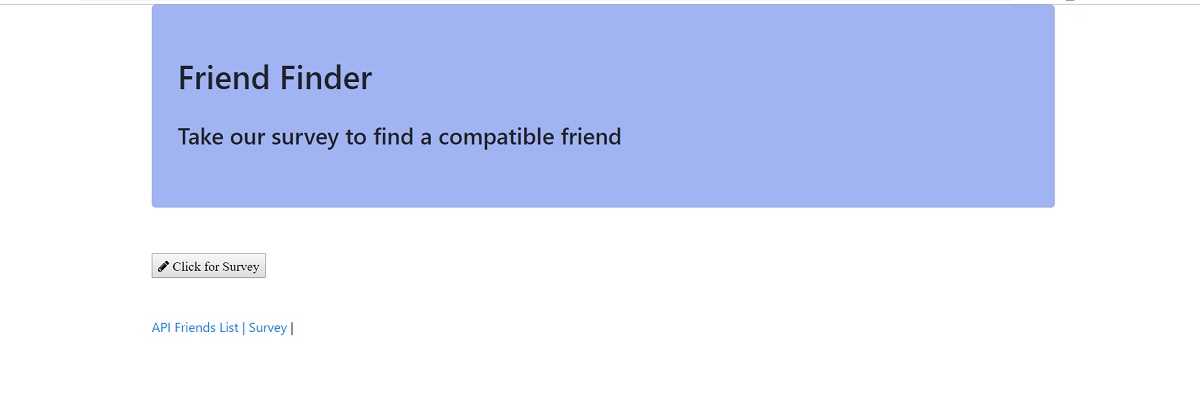 Friend Finder
Take our survey to find a compatible friend
Click for Survey
API Friends List | Survey |